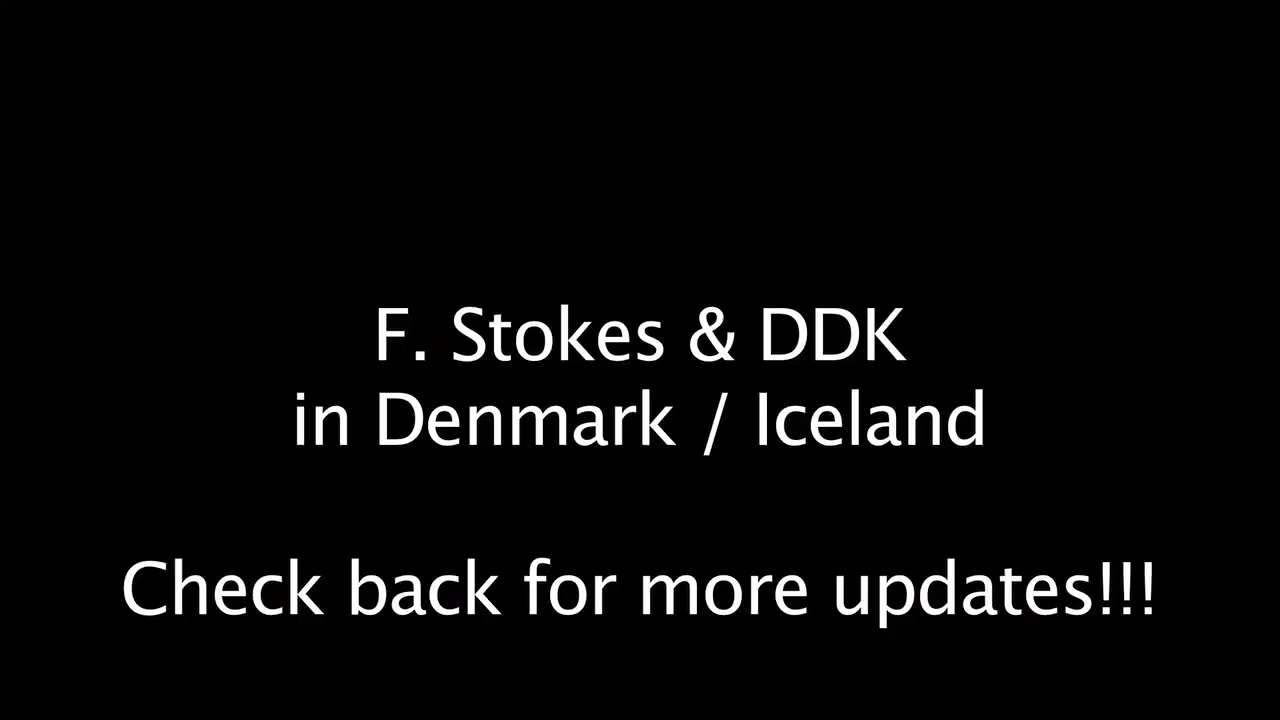 F. Stokes & DDK
in Denmark / Iceland
Check back for more updates!!!